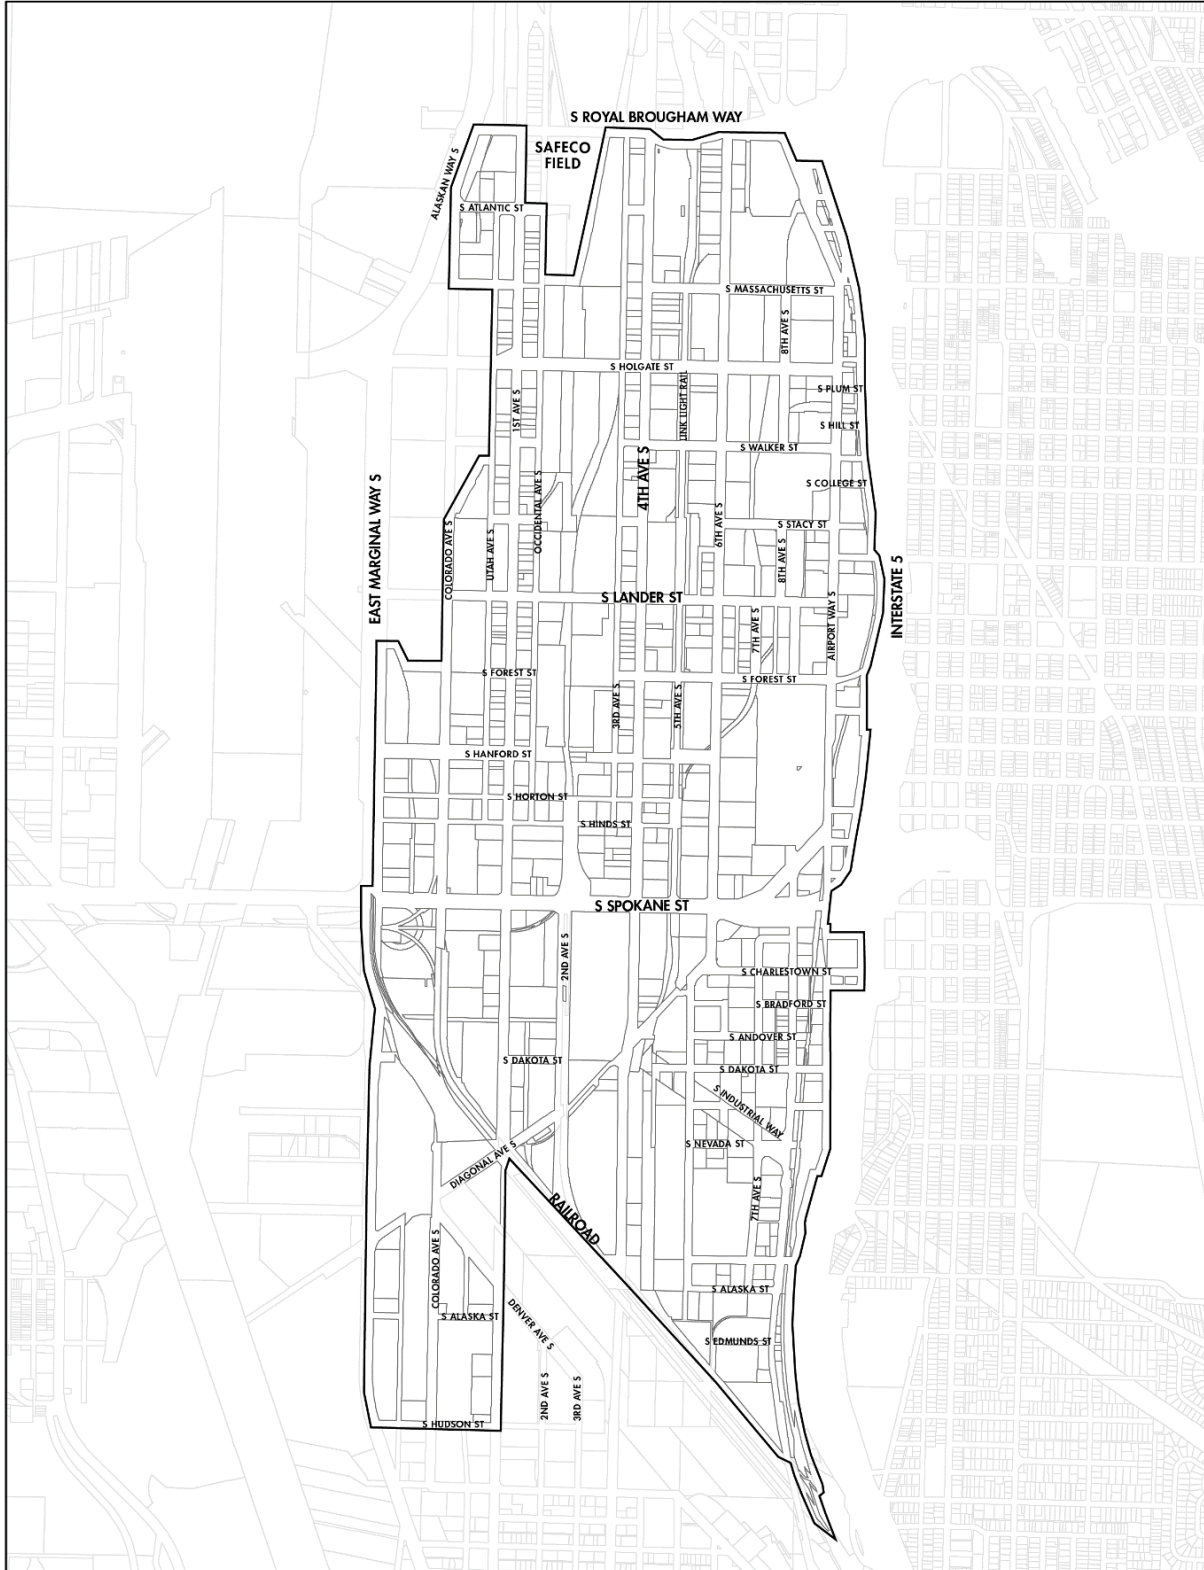 S ROYAL BROUGHAM WAY
SAFECO
FIELD
ALASKAN WAY S
S ATLANTIC ST
S MASSACHUSETTS ST
8TH AVE S
S HOLGATE ST
LINK LIGHT RAIL
S PLUM ST
1ST AVE S
S HILL ST
S WALKER ST
4TH AVE S
OCCIDENTAL AVE S
S COLLEGE ST
EAST MARGINAL WAY S
COLORADO AVE S
UTAH AVE S
6TH AVE S
S STACY ST
8TH AVE S
INTERSTATE 5
S LANDER ST
7TH AVE S
AIRPORT WAY S
S FOREST ST
S FOREST ST
3RD AVE S
5TH AVE S
S HANFORD ST
S HORTON ST
S HINDS ST
S SPOKANE ST
2ND AVE S
S CHARLESTOWN ST
S BRADFORD ST
S ANDOVER ST
S DAKOTA ST
S DAKOTA ST
S INDUSTRIAL WAY
S NEVADA ST
DIAGONAL AVE S
7TH AVE S
RAILROAD
COLORADO AVE S
S ALASKA ST
S ALASKA ST
DENVER AVE S
S EDMUNDS ST
2ND AVE S
3RD AVE S
S HUDSON ST